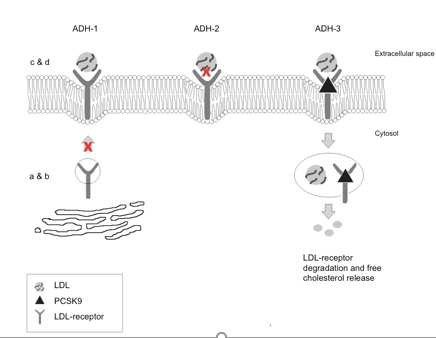 ADH-1
ADH-2
ADH-3
Extracellular space
c & d
Cytosol
a & b
LDL-receptor
degradation and free
cholesterol release
LDL
PCSK9
LDL-receptor